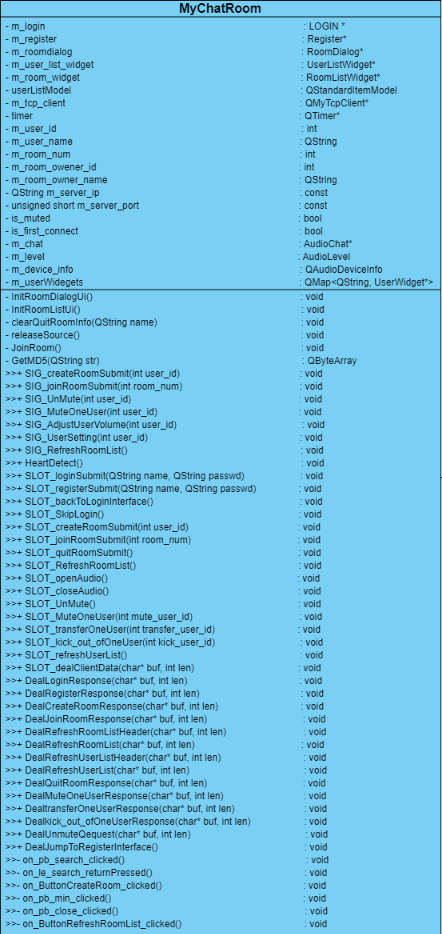 MyChatRoom
- m_login : LOGIN *
- m_register : Register*
- m_roomdialog : RoomDialog*
- m_user_list_widget : UserListWidget*
- m_room_widget : RoomListWidget*
- userListModel : QStandardItemModel
- m_tcp_client : QMyTcpClient*
- timer : QTimer*
- m_user_id : int
- m_user_name : QString
- m_room_num : int
- m_room_owener_id : int
- m_room_owner_name : QString
- QString m_server_ip : const
- unsigned short m_server_port : const
- is_muted : bool
- is_first_connect : bool
- m_chat : AudioChat*
- m_level : AudioLevel
- m_device_info : QAudioDeviceInfo
- m_userWidegets : QMap<QString, UserWidget*>
- InitRoomDialogUi() : void
- InitRoomListUi() : void
- clearQuitRoomInfo(QString name) : void
- releaseSource() : void
- JoinRoom() : void
- GetMD5(QString str) : QByteArray
>>+ SIG_createRoomSubmit(int user_id) : void
>>+ SIG_joinRoomSubmit(int room_num) : void
>>+ SIG_UnMute(int user_id) : void
>>+ SIG_MuteOneUser(int user_id) : void
>>+ SIG_AdjustUserVolume(int user_id) : void
>>+ SIG_UserSetting(int user_id) : void
>>+ SIG_RefreshRoomList() : void
>>+ HeartDetect() : void
>>+ SLOT_loginSubmit(QString name, QString passwd) : void
>>+ SLOT_registerSubmit(QString name, QString passwd) : void
>>+ SLOT_backToLoginInterface() : void
>>+ SLOT_SkipLogin() : void
>>+ SLOT_createRoomSubmit(int user_id) : void
>>+ SLOT_joinRoomSubmit(int room_num) : void
>>+ SLOT_quitRoomSubmit() : void
>>+ SLOT_RefreshRoomList() : void
>>+ SLOT_openAudio() : void
>>+ SLOT_closeAudio() : void
>>+ SLOT_UnMute() : void
>>+ SLOT_MuteOneUser(int mute_user_id) : void
>>+ SLOT_transferOneUser(int transfer_user_id) : void
>>+ SLOT_kick_out_ofOneUser(int kick_user_id) : void
>>+ SLOT_refreshUserList() : void
>>+ SLOT_dealClientData(char* buf, int len) : void
>>+ DealLoginResponse(char* buf, int len) : void
>>+ DealRegisterResponse(char* buf, int len) : void
>>+ DealCreateRoomResponse(char* buf, int len) : void
>>+ DealJoinRoomResponse(char* buf, int len) : void
>>+ DealRefreshRoomListHeader(char* buf, int len) : void
>>+ DealRefreshRoomList(char* buf, int len) : void
>>+ DealRefreshUserListHeader(char* buf, int len) : void
>>+ DealRefreshUserList(char* buf, int len) : void
>>+ DealQuitRoomResponse(char* buf, int len) : void
>>+ DealMuteOneUserResponse(char* buf, int len) : void
>>+ DealtransferOneUserResponse(char* buf, int len) : void
>>+ Dealkick_out_ofOneUserResponse(char* buf, int len) : void
>>+ DealUnmuteQequest(char* buf, int len) : void
>>+ DealJumpToRegisterInterface() : void
>>- on_pb_search_clicked() : void
>>- on_le_search_returnPressed() : void
>>- on_ButtonCreateRoom_clicked() : void
>>- on_pb_min_clicked() : void
>>- on_pb_close_clicked() : void
>>- on_ButtonRefreshRoomList_clicked() : void